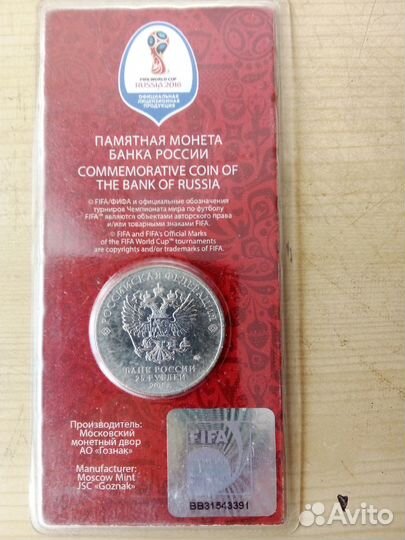 FIFA WORLD CUP
RUSSIA 2018
ОФИЦИАЛЬНАЯ
ЛИЦЕНЗИОННАЯ
ПРОДУКЦИЯ
ПАМЯТНАЯ МОНЕТА
БАНКА РОССИИ
COMMEMORATIVE COIN OF
THE BANK OF RUSSIA
© FIFA/ФИФА и официальные обозначения
турниров Чемпионата мира по футболу
FIFA™ являются объектами авторского права
и/или товарными знаками FIFA.
© FIFA and FIFA's Official Marks
of the FIFA World Cup™ tournaments
are copyrights and/or trademarks of FIFA.
РОССИЙСКАЯ ФЕДЕРАЦИЯ
БАНК РОССИИ
25 РУБЛЕЙ
Производитель:
Московский
монетный двор
АО «Гознак»
Manufacturer:
Moscow Mint
JSC «Goznak»
FIFA
BB31543391
Avito